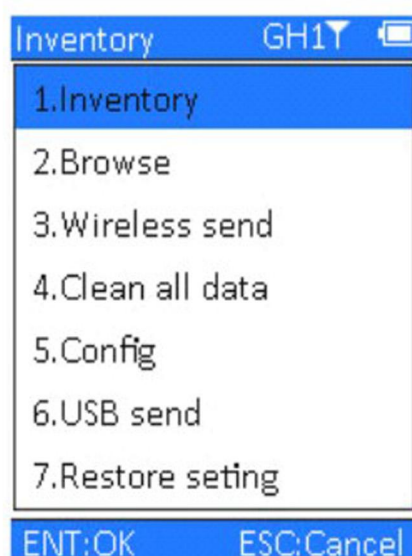 Inventory GH1
1.Inventory
2.Browse
3.Wireless send
4.Clean all data
5.Config
6.USB send
7.Restore seting
ENT:OK ESC:Cancel